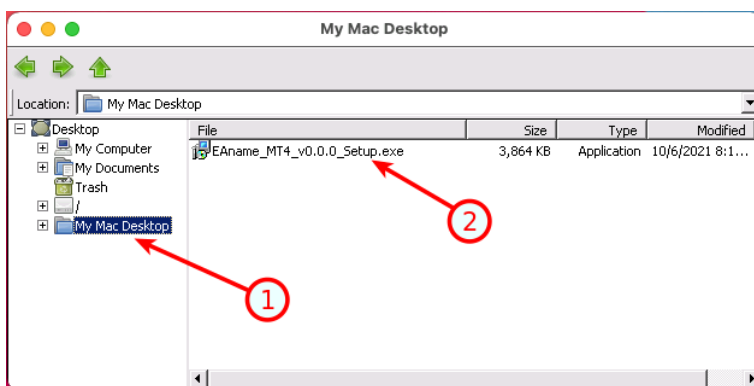 My Mac Desktop
Location: My Mac Desktop
Desktop
My Computer
My Documents
Trash
/
My Mac Desktop
File Size Type Modified
EAname_MT4_v0.0.0_Setup.exe 3,864 KB Application 10/6/2021 8:1...
1
2